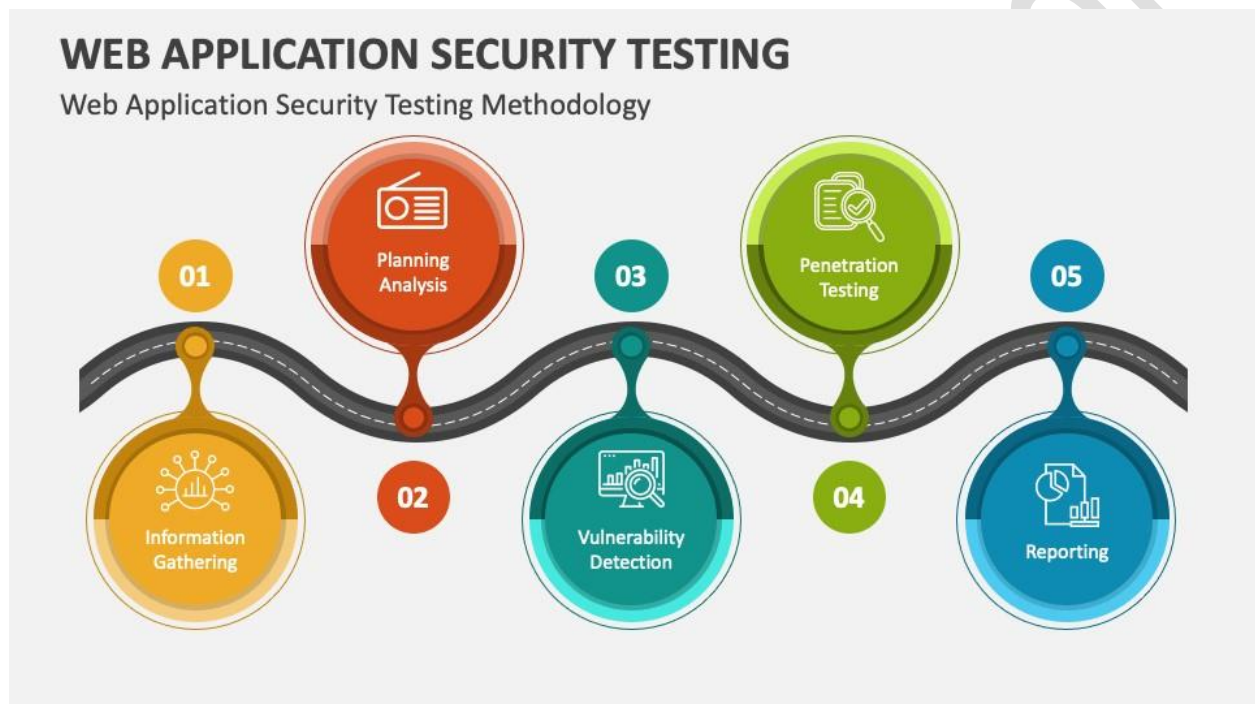 WEB APPLICATION SECURITY TESTING
Web Application Security Testing Methodology
01
Information
Gathering
Planning
Analysis
02
03
Vulnerability
Detection
Penetration
Testing
04
05
Reporting